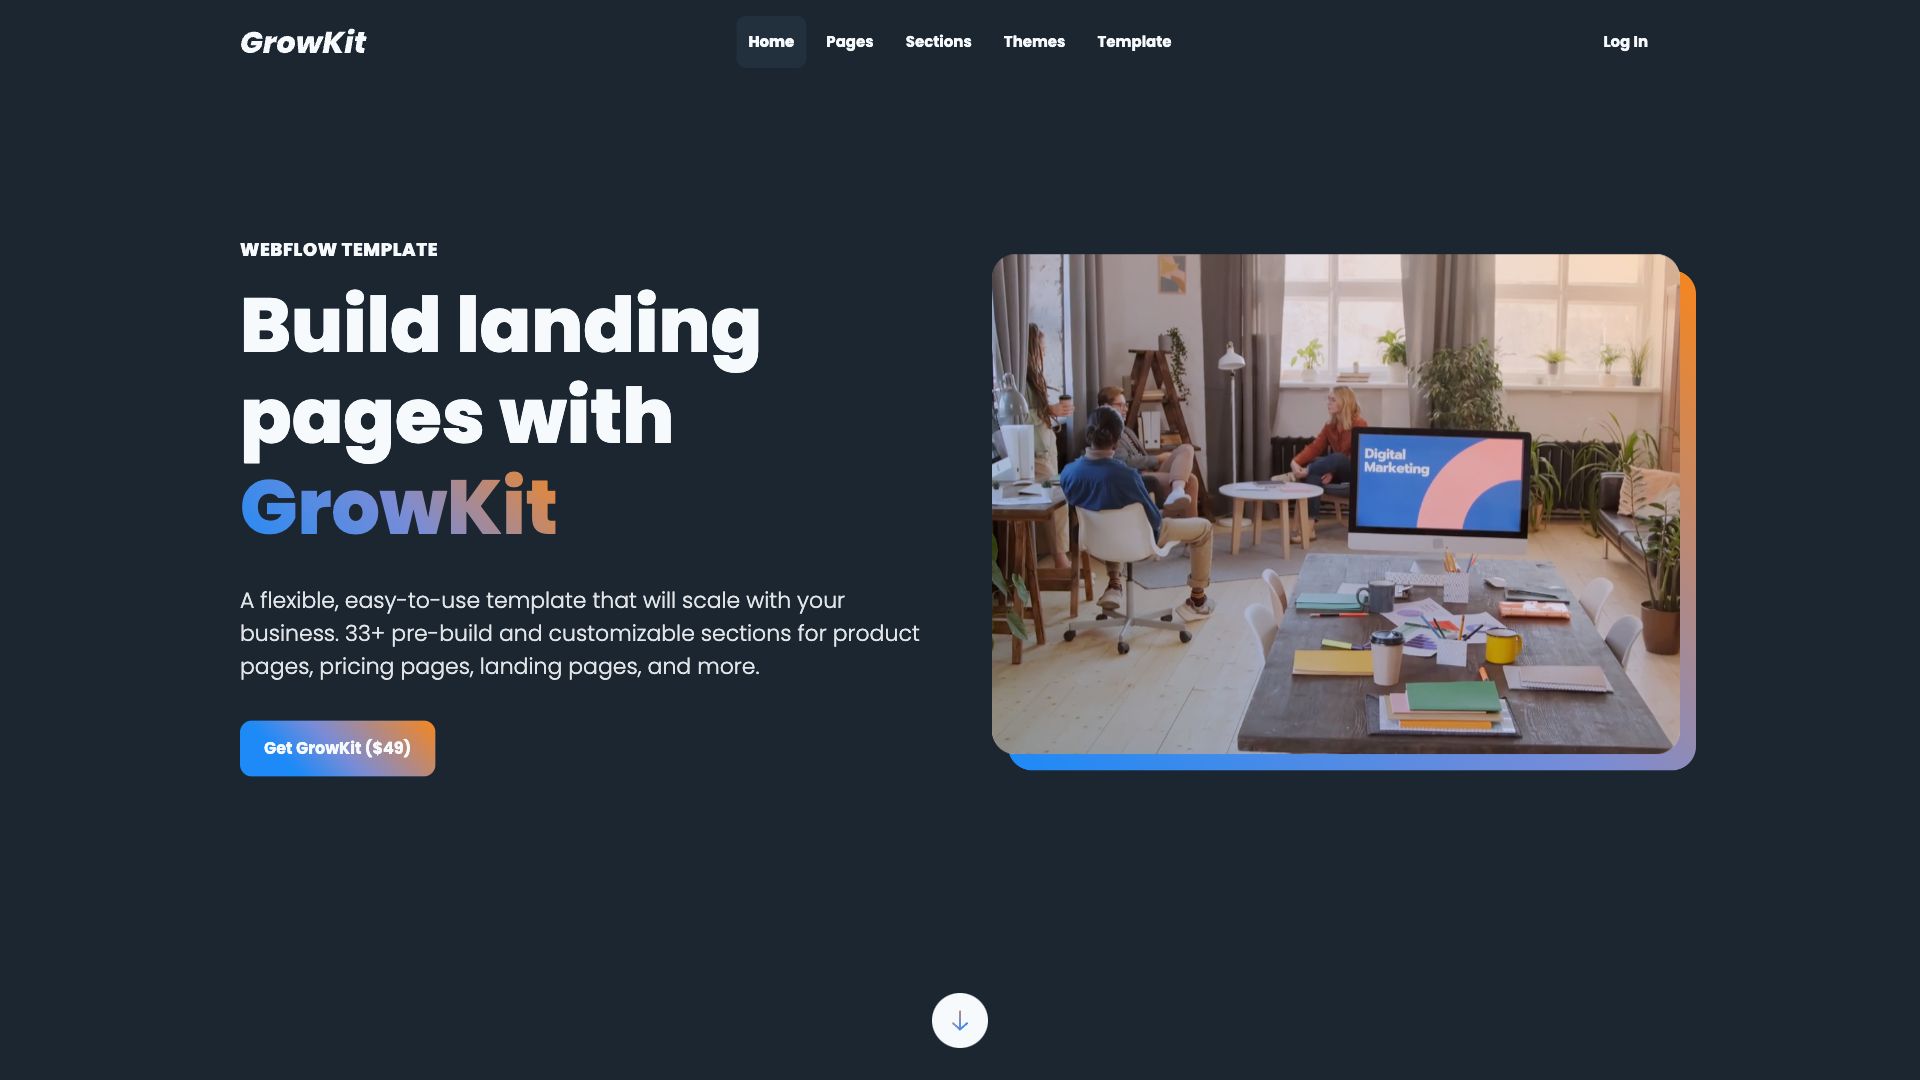 GrowKit
Home
Pages
Sections
Themes
Template
Log In
WEBFLOW TEMPLATE
Build landing
pages with
GrowKit
A flexible, easy-to-use template that will scale with your
business. 33+ pre-build and customizable sections for product
pages, pricing pages, landing pages, and more.
Get GrowKit ($49)
Digital
Marketing